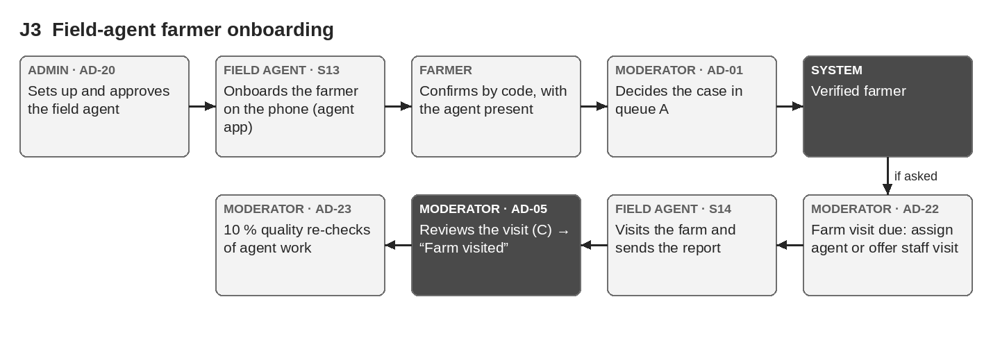 J3 Field-agent farmer onboarding
ADMIN · AD-20
Sets up and approves
the field agent
FIELD AGENT · S13
Onboards the farmer
on the phone (agent
app)
FARMER
Confirms by code, with
the agent present
MODERATOR · AD-01
Decides the case in
queue A
SYSTEM
Verified farmer
if asked
MODERATOR · AD-22
Farm visit due: assign
agent or offer staff visit
FIELD AGENT · S14
Visits the farm and
sends the report
MODERATOR · AD-05
Reviews the visit (C) →
“Farm visited”
MODERATOR · AD-23
10 % quality re-checks
of agent work